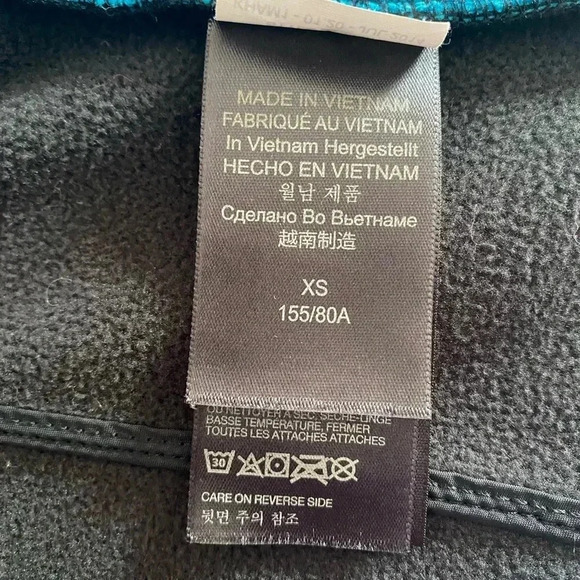 MADE IN VIETNAM
FABRIQUÉ AU VIETNAM
In Vietnam Hergestellt
HECHO EN VIETNAM
월남 제품
Сделано Во Вьетнаме
越南制造
XS
155/80A
OU NETTOYER A SEC, SECHE-LINGE
BASSE TEMPÉRATURE, FERMER
TOUTES LES ATTACHES ATTACHES
30
CARE ON REVERSE SIDE
뒷면 주의 참조